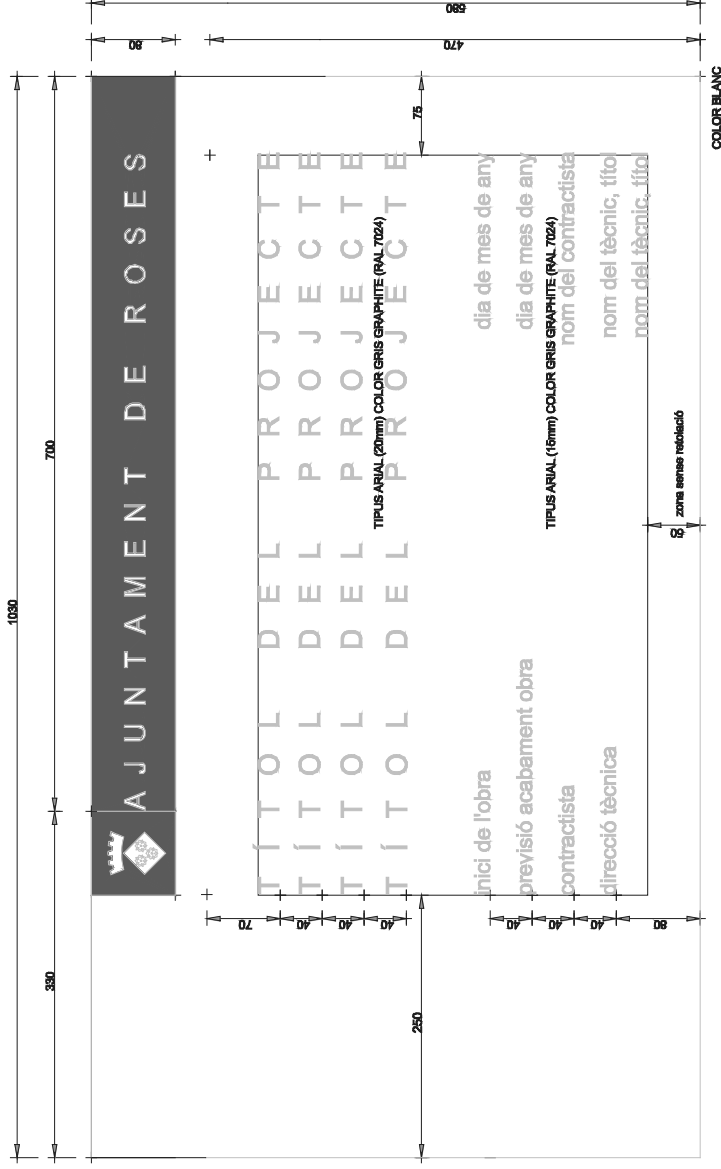 1030
330 700
AJUNTAMENT DE ROSES
80
580
470
70
TÍTOL DEL PROJECTE
40
TÍTOL DEL PROJECTE
40
TÍTOL DEL PROJECTE
TIPUS ARIAL (20mm) COLOR GRIS GRAPHITE (RAL 7024)
40
TÍTOL DEL PROJECTE
250
75
inici de l'obra dia de mes de any
40
previsió acabament obra dia de mes de any
TIPUS ARIAL (15mm) COLOR GRIS GRAPHITE (RAL 7024)
40
contractista nom del contractista
40
direcció tècnica nom del tècnic, títol
nom del tècnic, títol
80
50
zona sense retolació
COLOR BLANC